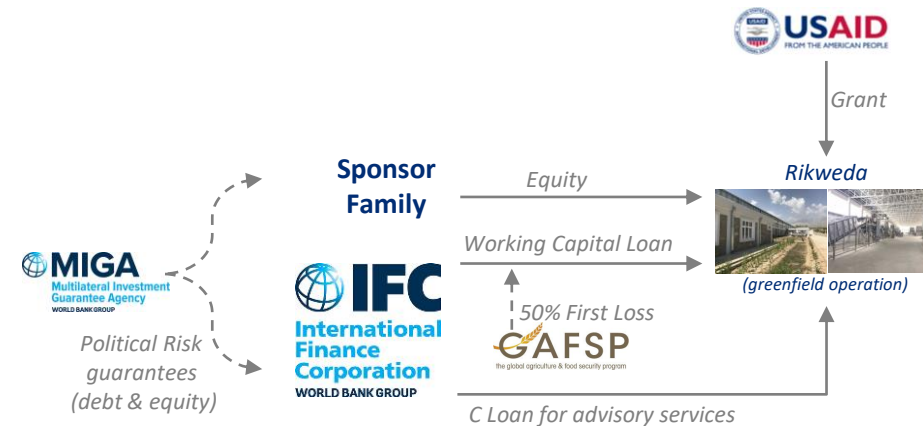 USAID
FROM THE AMERICAN PEOPLE
Grant
Rikweda
Sponsor
Family
Equity
Working Capital Loan
(greenfield operation)
MIGA
Multilateral Investment
Guarantee Agency
WORLD BANK GROUP
IFC
International
Finance
Corporation
WORLD BANK GROUP
50% First Loss
GAFSP
the global agriculture & food security program
Political Risk
guarantees
(debt & equity)
C Loan for advisory services